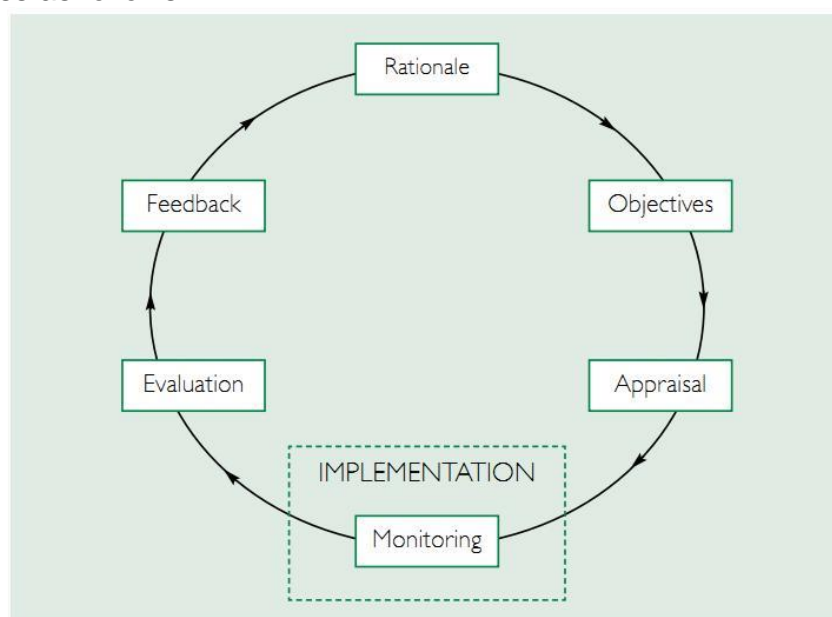 Rationale
Objectives
Appraisal
IMPLEMENTATION
Monitoring
Evaluation
Feedback